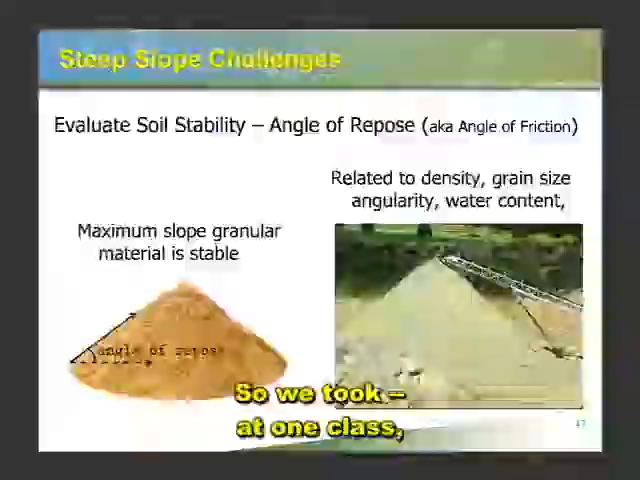 Steep Slope Challenges
Evaluate Soil Stability – Angle of Repose (aka Angle of Friction)
Related to density, grain size
angularity, water content,
Maximum slope granular
material is stable
angle of repose
So we took –
at one class,